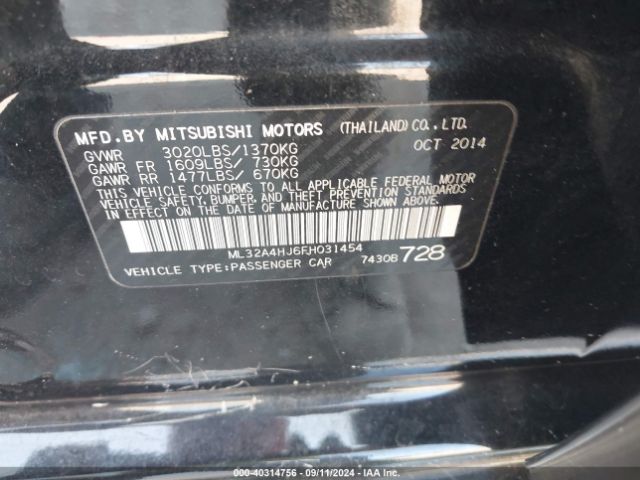 MFD.BY MITSUBISHI MOTORS (THAILAND) CO., LTD.
GVWR 3020LBS/1370KG OCT 2014
GAWR FR 1609LBS/ 730KG
GAWR RR 1477LBS/ 670KG
THIS VEHICLE CONFORMS TO ALL APPLICABLE FEDERAL MOTOR
VEHICLE SAFETY, BUMPER, AND THEFT PREVENTION STANDARDS
IN EFFECT ON THE DATE OF MANUFACTURE SHOWN ABOVE.
ML32A4HJ6FH031454
VEHICLE TYPE:PASSENGER CAR 7430B 728
000-40314756 - 09/11/2024 - IAA Inc.